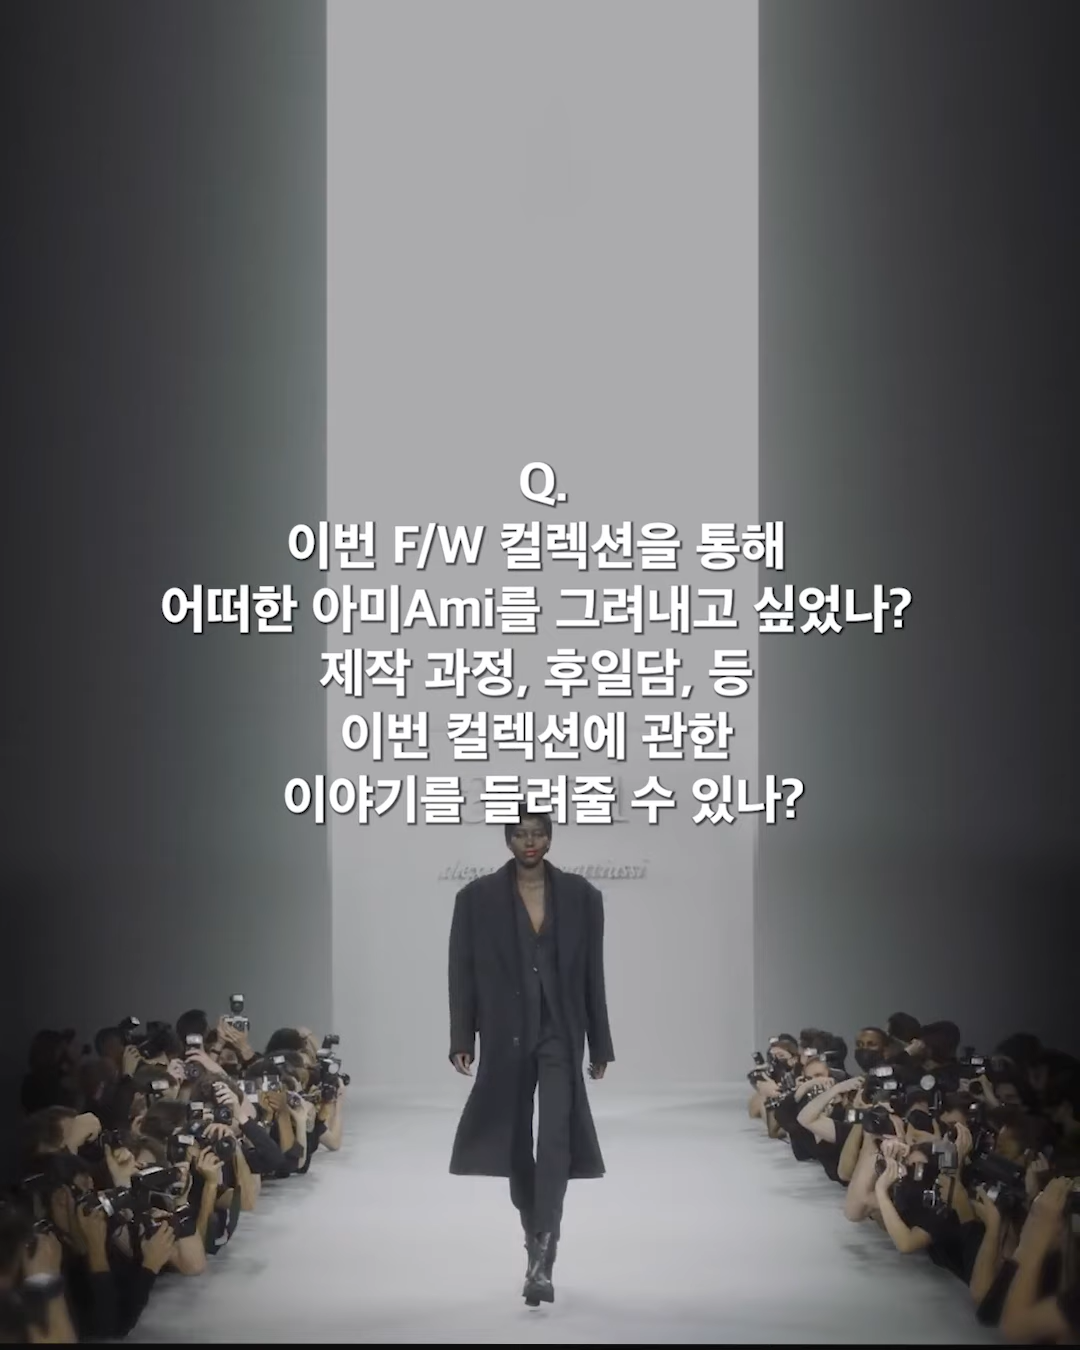 Q.
이번 F/W 컬렉션을 통해
어떠한 아미Ami를 그려내고 싶었나?
제작 과정, 후일담, 등
이번 컬렉션에 관한
이야기를 들려줄 수 있나?